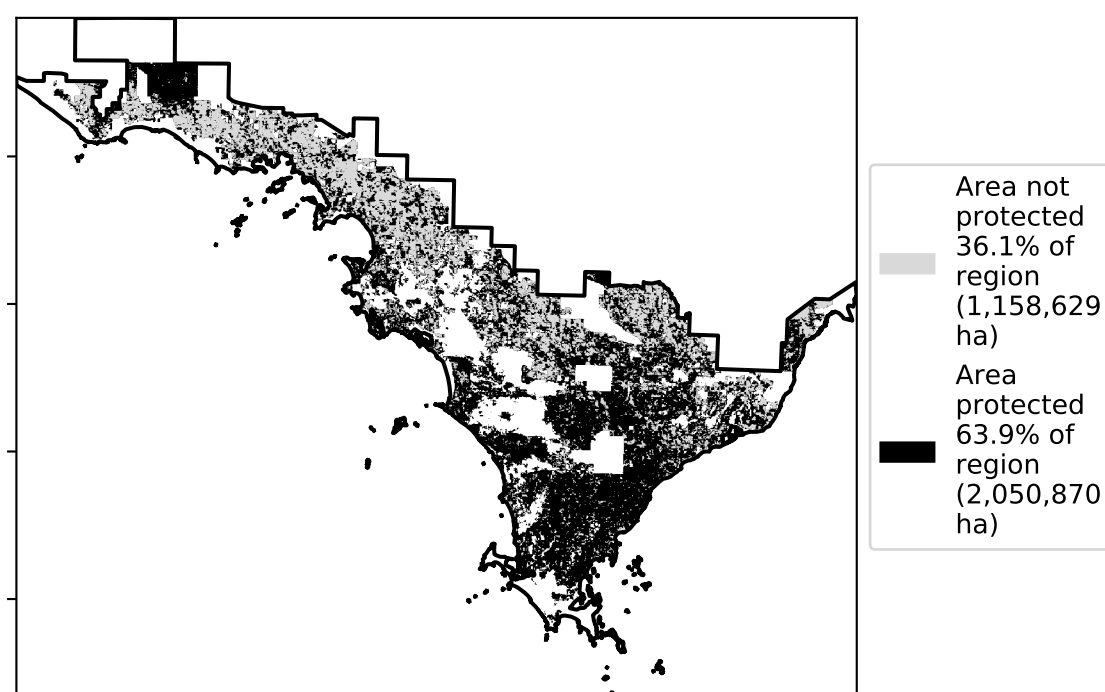 Area not
protected
36.1% of
region
(1,158,629
ha)
Area
protected
63.9% of
region
(2,050,870
ha)